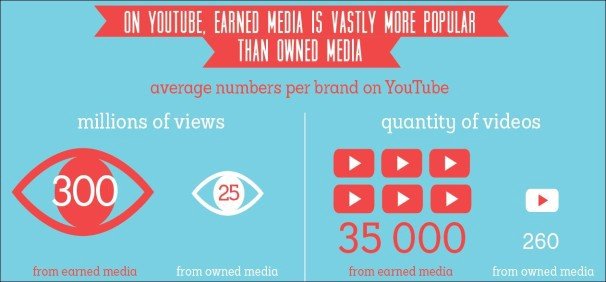 ON YOUTUBE, EARNED MEDIA IS VASTLY MORE POPULAR
THAN OWNED MEDIA
average numbers per brand on YouTube
millions of views
300
25
from earned media
from owned media
quantity of videos
35 000
260
from earned media
from owned media